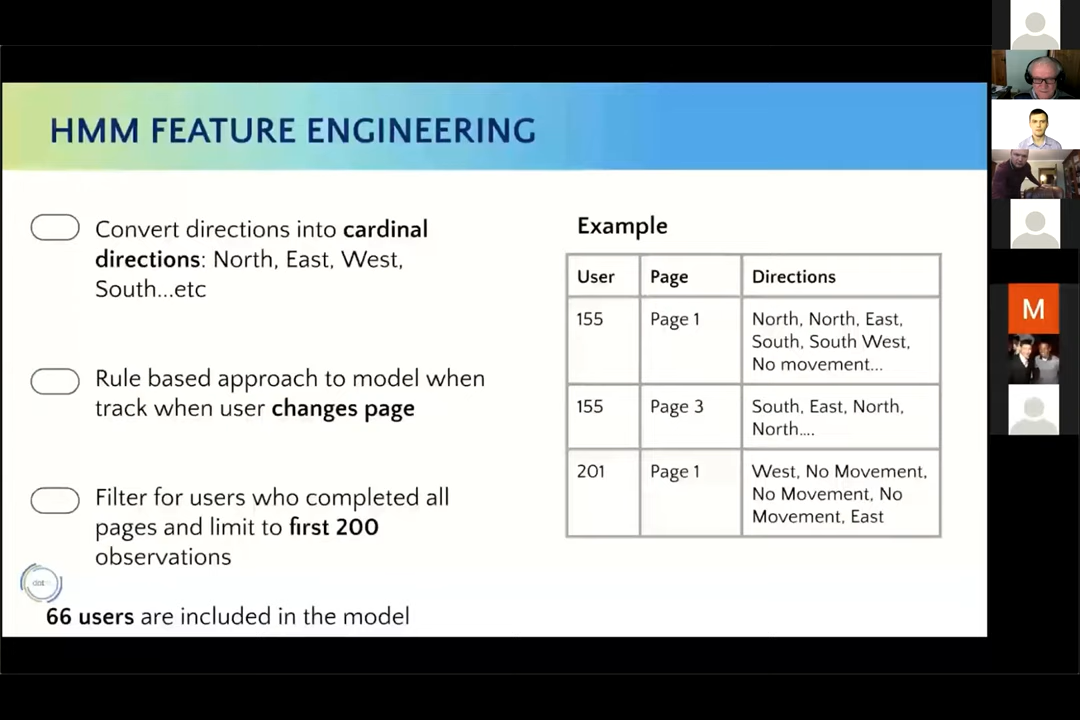 HMM FEATURE ENGINEERING
Convert directions into cardinal
directions: North, East, West,
South...etc
Rule based approach to model when
track when user changes page
Filter for users who completed all
pages and limit to first 200
observations
dot
66 users are included in the model
Example
User Page Directions
155 Page 1 North, North, East,
South, South West,
No movement...
155 Page 3 South, East, North,
North....
201 Page 1 West, No Movement,
No Movement, No
Movement, East
M